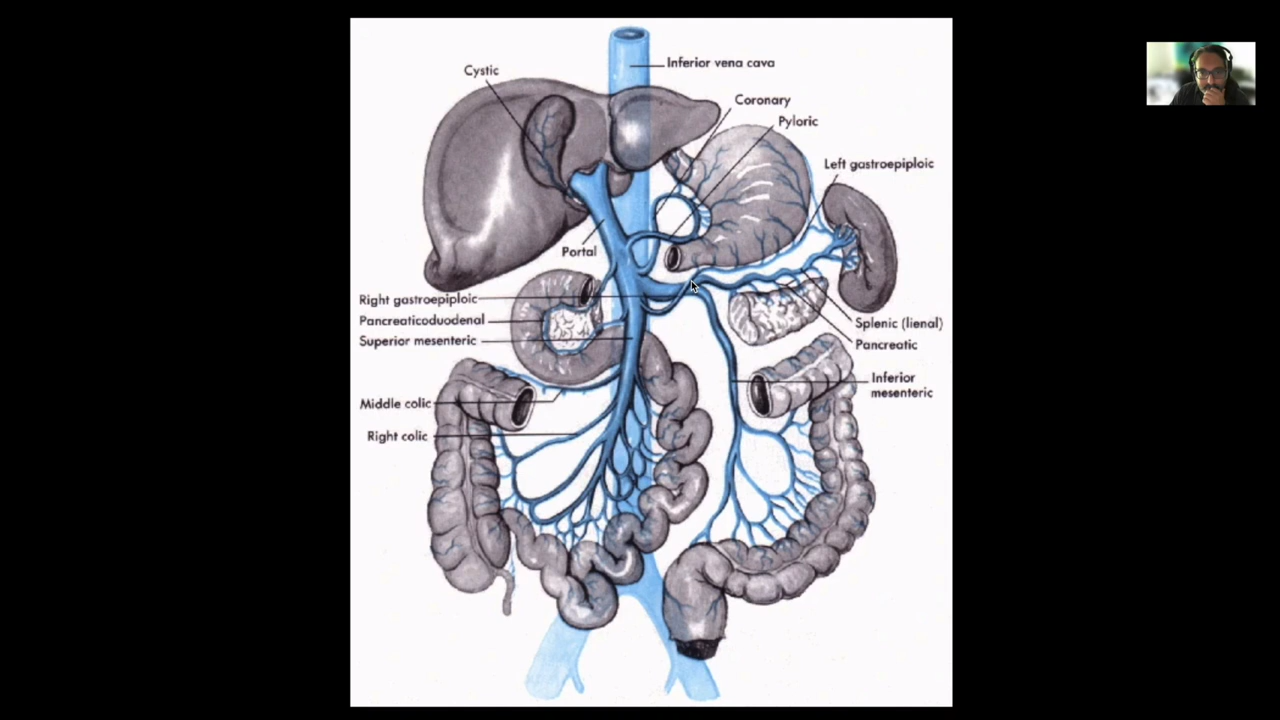 Cystic
Inferior vena cava
Coronary
Pyloric
Left gastroepiploic
Portal
Right gastroepiploic
Pancreaticoduodenal
Superior mesenteric
Splenic (lienal)
Pancreatic
Inferior
mesenteric
Middle colic
Right colic